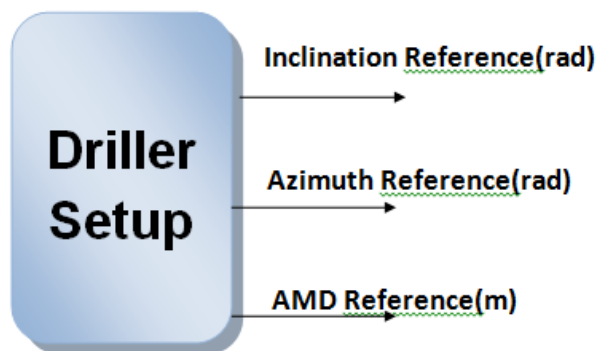 Inclination Reference(rad)
Driller
Setup
Azimuth Reference(rad)
AMD Reference(m)